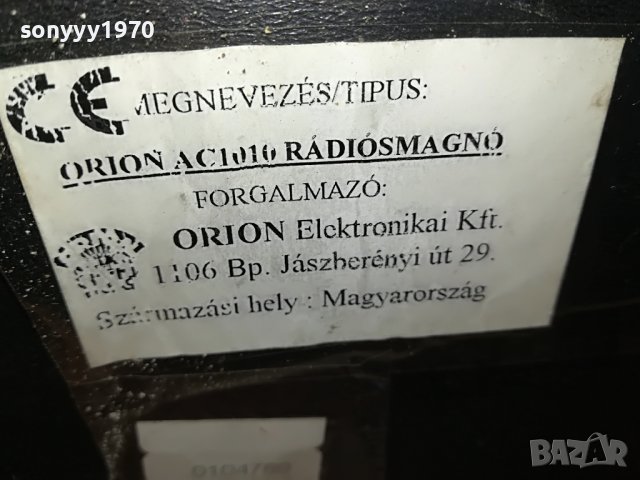 sonyyy1970
CE
MEGNEVEZÉS/TIPUS:
ORION AC1010 RÁDIÓSMAGNÓ
FORGALMAZÓ:
ORION Elektronikai Kft.
1106 Bp. Jászberényi út 29.
Származási hely : Magyarország
BAZAR